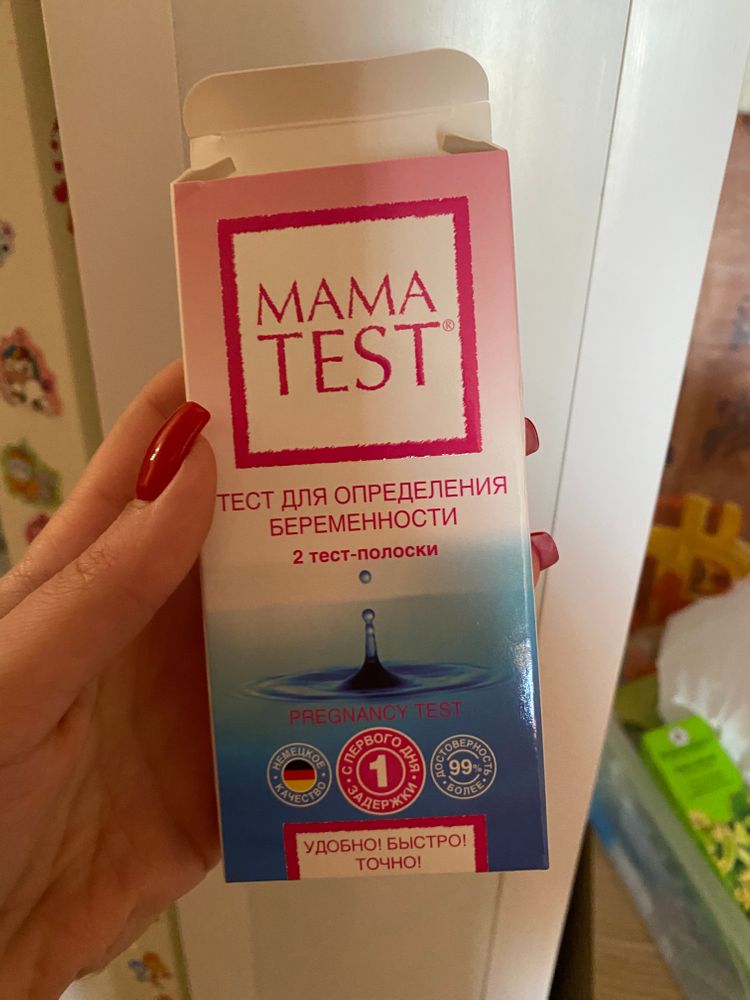 MAMA
TEST®
ТЕСТ ДЛЯ ОПРЕДЕЛЕНИЯ
БЕРЕМЕННОСТИ
2 тест-полоски
PREGNANCY TEST
НЕМЕЦКОЕ КАЧЕСТВО
С ПЕРВОГО ДНЯ ЗАДЕРЖКИ
1
ДОСТОВЕРНОСТЬ БОЛЕЕ
99%
УДОБНО! БЫСТРО!
ТОЧНО!